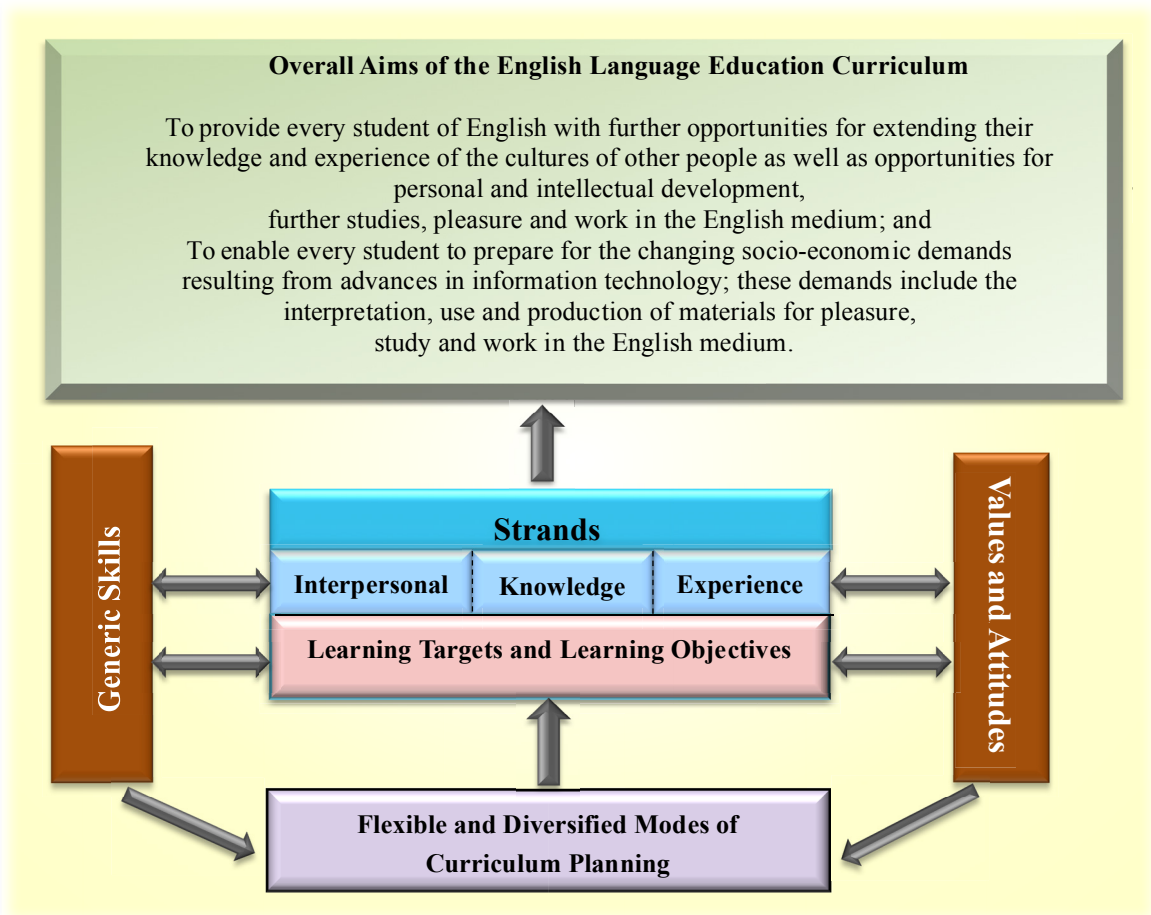 Overall Aims of the English Language Education Curriculum
To provide every student of English with further opportunities for extending their
knowledge and experience of the cultures of other people as well as opportunities for
personal and intellectual development,
further studies, pleasure and work in the English medium; and
To enable every student to prepare for the changing socio-economic demands
resulting from advances in information technology; these demands include the
interpretation, use and production of materials for pleasure,
study and work in the English medium.
Generic Skills
Strands
Interpersonal
Knowledge
Experience
Learning Targets and Learning Objectives
Values and Attitudes
Flexible and Diversified Modes of
Curriculum Planning